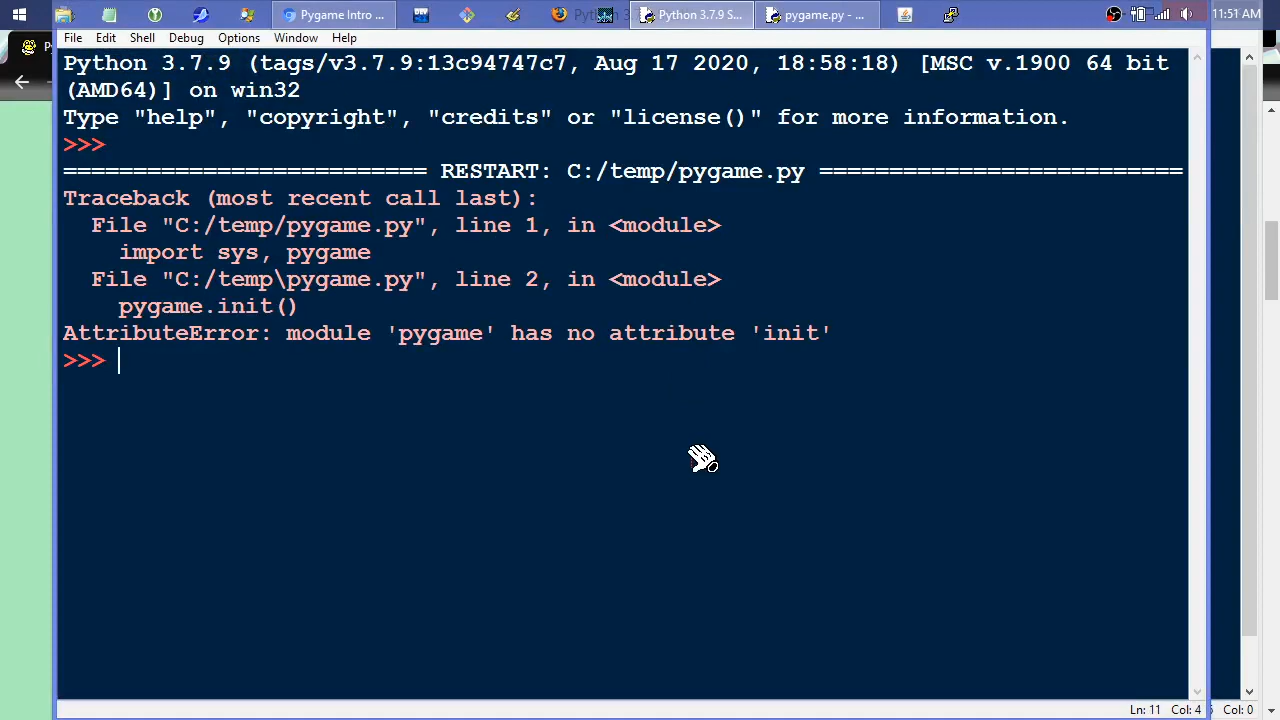 Pygame Intro ...
Python 3.7.9 S...
pygame.py - ...
11:51 AM
File Edit Shell Debug Options Window Help
Python 3.7.9 (tags/v3.7.9:13c94747c7, Aug 17 2020, 18:58:18) [MSC v.1900 64 bit
(AMD64)] on win32
Type "help", "copyright", "credits" or "license()" for more information.
>>>
========================== RESTART: C:/temp/pygame.py ==========================
Traceback (most recent call last):
  File "C:/temp/pygame.py", line 1, in <module>
    import sys, pygame
  File "C:/temp\pygame.py", line 2, in <module>
    pygame.init()
AttributeError: module 'pygame' has no attribute 'init'
>>>
Ln: 11 Col: 4
Col: 0